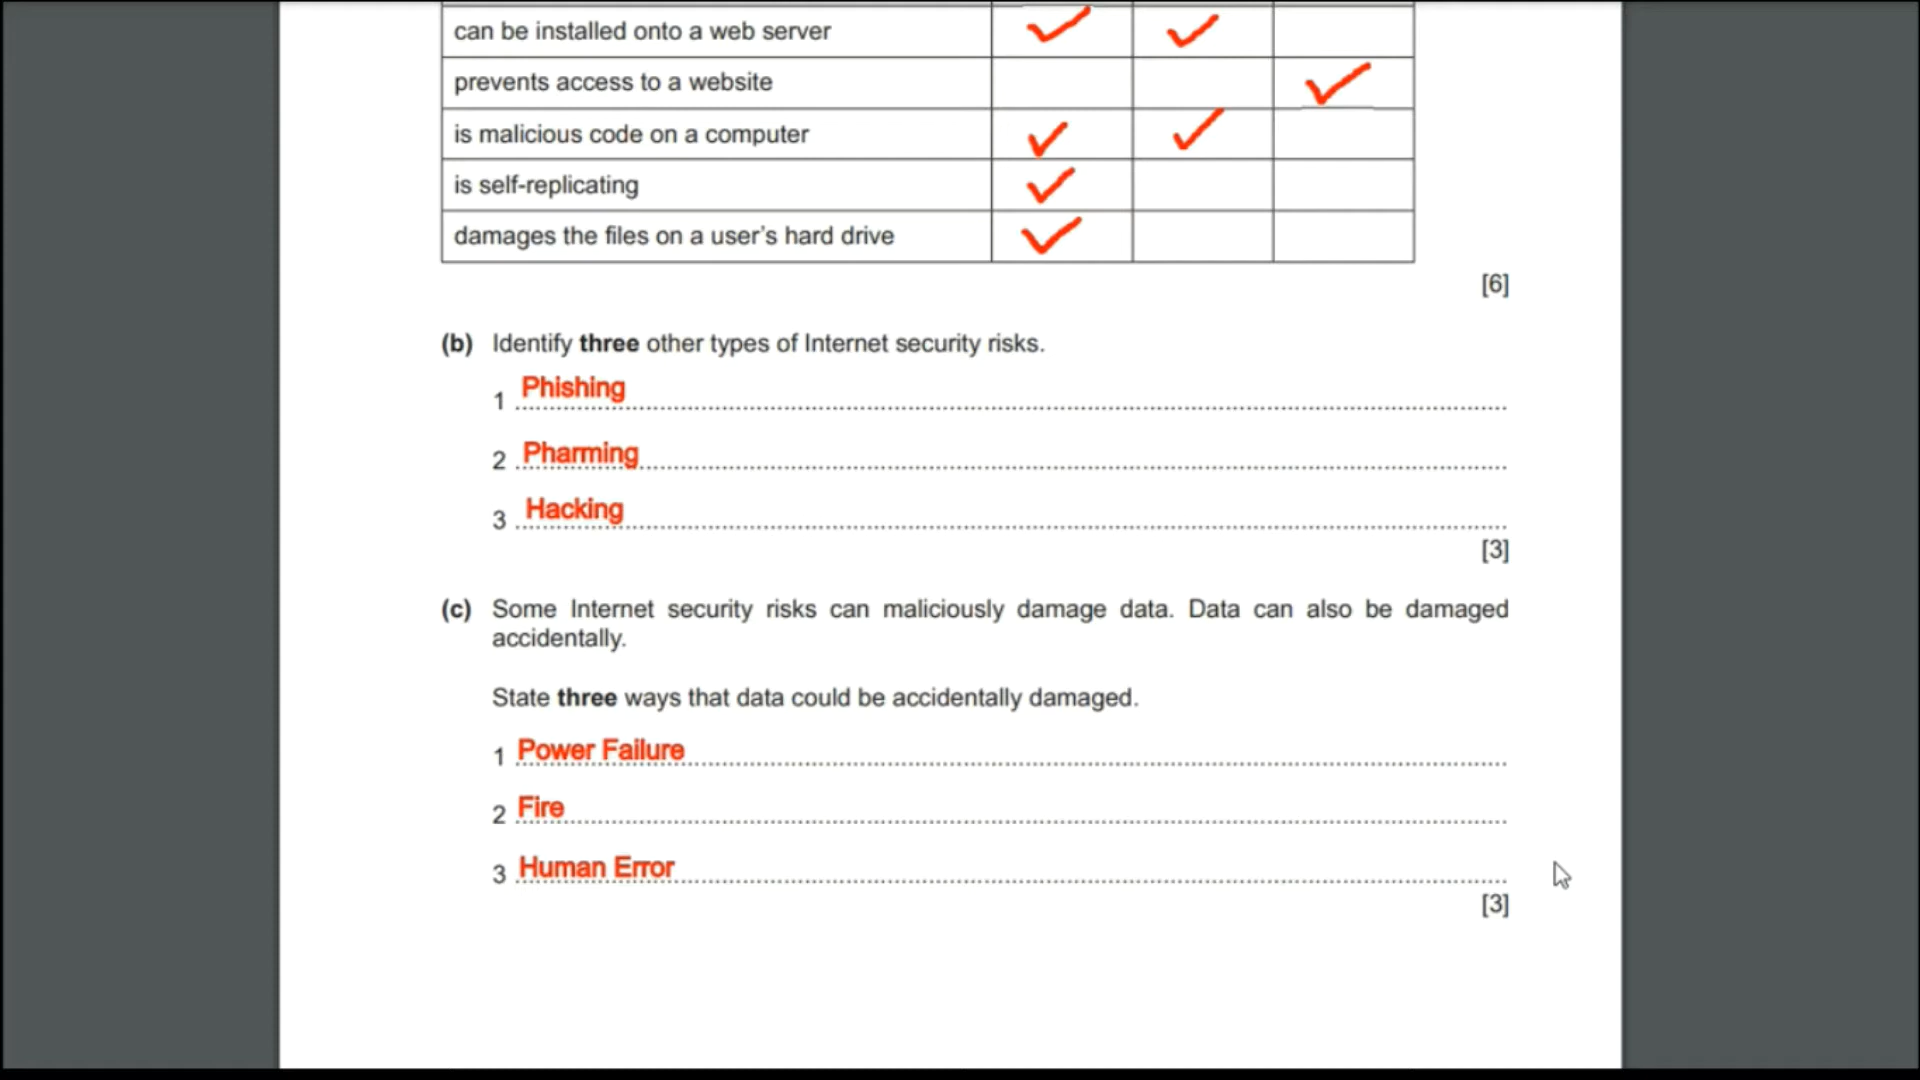 can be installed onto a web server
prevents access to a website
is malicious code on a computer
is self-replicating
damages the files on a user's hard drive
[6]
(b) Identify three other types of Internet security risks.
1 Phishing
2 Pharming
3 Hacking
[3]
(c) Some Internet security risks can maliciously damage data. Data can also be damaged
accidentally.
State three ways that data could be accidentally damaged.
1 Power Failure
2 Fire
3 Human Error
[3]